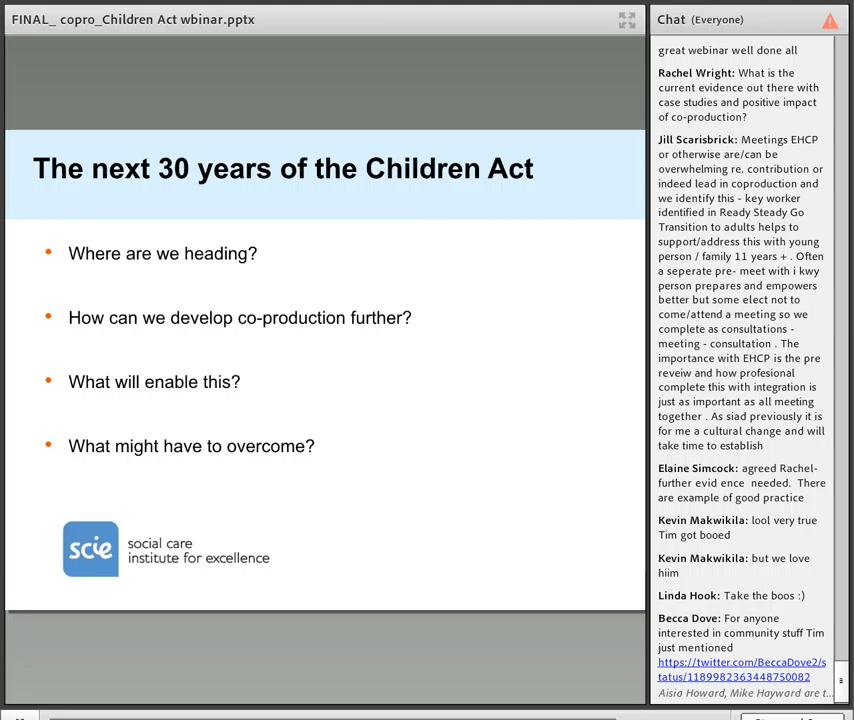 FINAL_ copro_Children Act wbinar.pptx
The next 30 years of the Children Act
• Where are we heading?
• How can we develop co-production further?
• What will enable this?
• What might have to overcome?
scie
social care
institute for excellence
Chat (Everyone)
great webinar well done all
Rachel Wright: What is the
current evidence out there with
case studies and positive impact
of co-production?
Jill Scarisbrick: Meetings EHCP
or otherwise are/can be
overwhelming re. contribution or
indeed lead in coproduction and
we identify this - key worker
identified in Ready Steady Go
Transition to adults helps to
support/address this with young
person / family 11 years + . Often
a seperate pre- meet with i kwy
person prepares and empowers
better but some elect not to
come/attend a meeting so we
complete as consultations -
meeting - consultation . The
importance with EHCP is the pre
reveiw and how profesional
complete this with integration is
just as important as all meeting
together . As siad previously it is
for me a cultural change and will
take time to establish
Elaine Simcock: agreed Rachel-
further evid ence needed. There
are example of good practice
Kevin Makwikila: lool very true
Tim got booed
Kevin Makwikila: but we love
hiim
Linda Hook: Take the boos :)
Becca Dove: For anyone
interested in community stuff Tim
just mentioned
https://twitter.com/BeccaDove2/s
tatus/1189982363448750082
Aisia Howard, Mike Hayward are t...